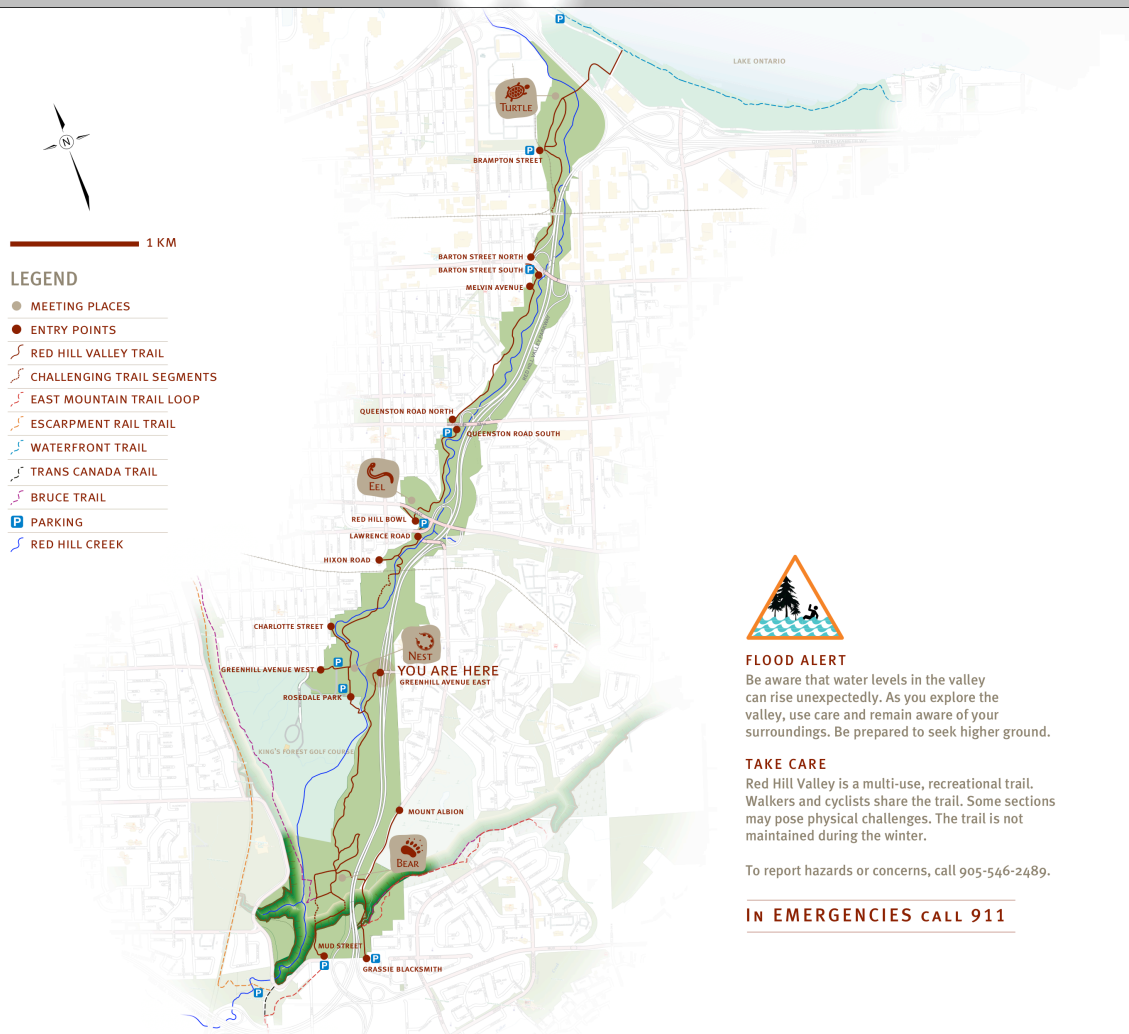 P
LAKE ONTARIO
TURTLE
P
BRAMPTON STREET
N
1 KM
BARTON STREET NORTH
BARTON STREET SOUTH
P
MELVIN AVENUE
LEGEND
MEETING PLACES
ENTRY POINTS
RED HILL VALLEY TRAIL
CHALLENGING TRAIL SEGMENTS
EAST MOUNTAIN TRAIL LOOP
ESCARPMENT RAIL TRAIL
WATERFRONT TRAIL
TRANS CANADA TRAIL
BRUCE TRAIL
P PARKING
RED HILL CREEK
QUEENSTON ROAD NORTH
P
QUEENSTON ROAD SOUTH
EEL
RED HILL BOWL
P
LAWRENCE ROAD
HIXON ROAD
CHARLOTTE STREET
NEST
P
GREENHILL AVENUE WEST
YOU ARE HERE
GREENHILL AVENUE EAST
P
ROSEDALE PARK
KING'S FOREST GOLF COURSE
MOUNT ALBION
BEAR
MUD STREET
P
P
GRASSIE BLACKSMITH
P
FLOOD ALERT
Be aware that water levels in the valley
can rise unexpectedly. As you explore the
valley, use care and remain aware of your
surroundings. Be prepared to seek higher ground.
TAKE CARE
Red Hill Valley is a multi-use, recreational trail.
Walkers and cyclists share the trail. Some sections
may pose physical challenges. The trail is not
maintained during the winter.
To report hazards or concerns, call 905-546-2489.
IN EMERGENCIES CALL 911